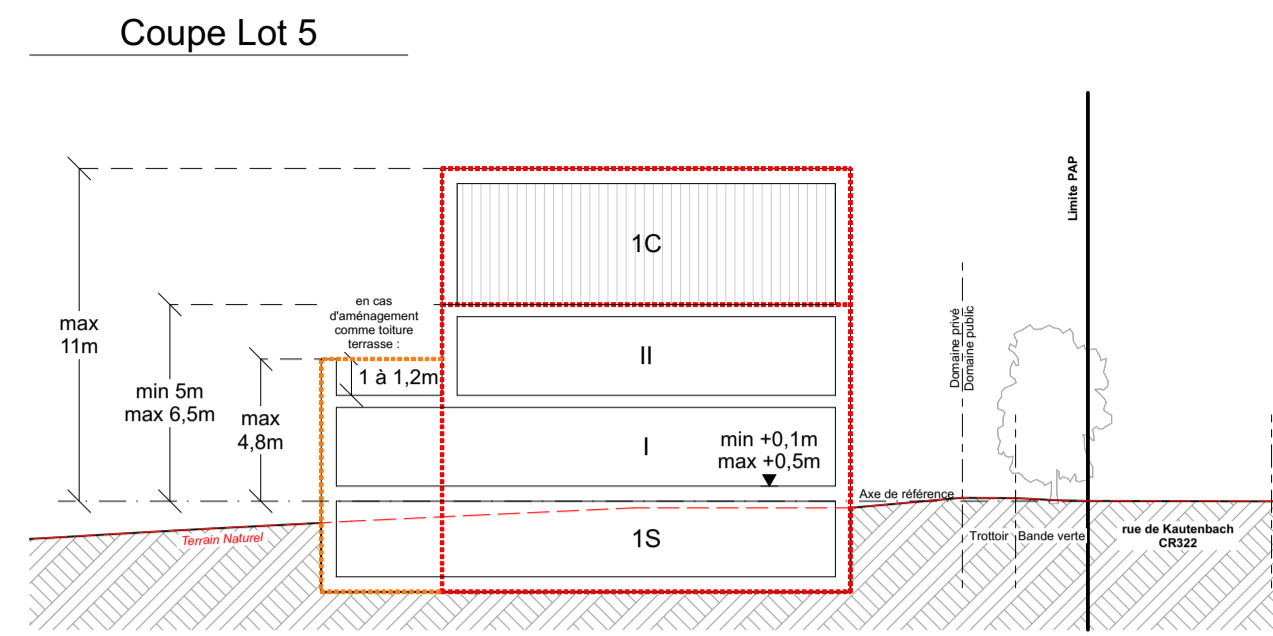 Coupe Lot 5
Limite PAP
1C
en cas
d'aménagement
comme toiture
terrasse :
max
11m
Domaine privé
Domaine public
II
1 à 1,2m
min 5m
max 6,5m
max
4,8m
I
min +0,1m
max +0,5m
Axe de référence
Terrain Naturel
1S
Trottoir
Bande verte
rue de Kautenbach
CR322